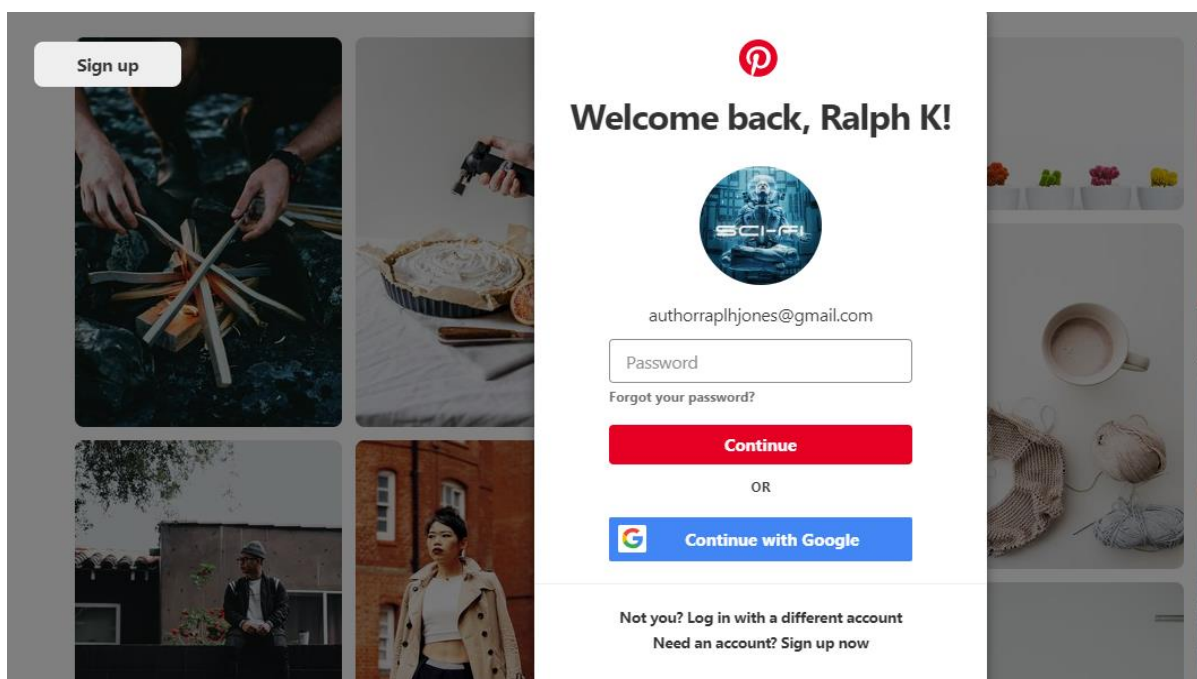 Sign up
Welcome back, Ralph K!
SCI-FI
authorraplhjones@gmail.com
Password
Forgot your password?
Continue
OR
Continue with Google
Not you? Log in with a different account
Need an account? Sign up now